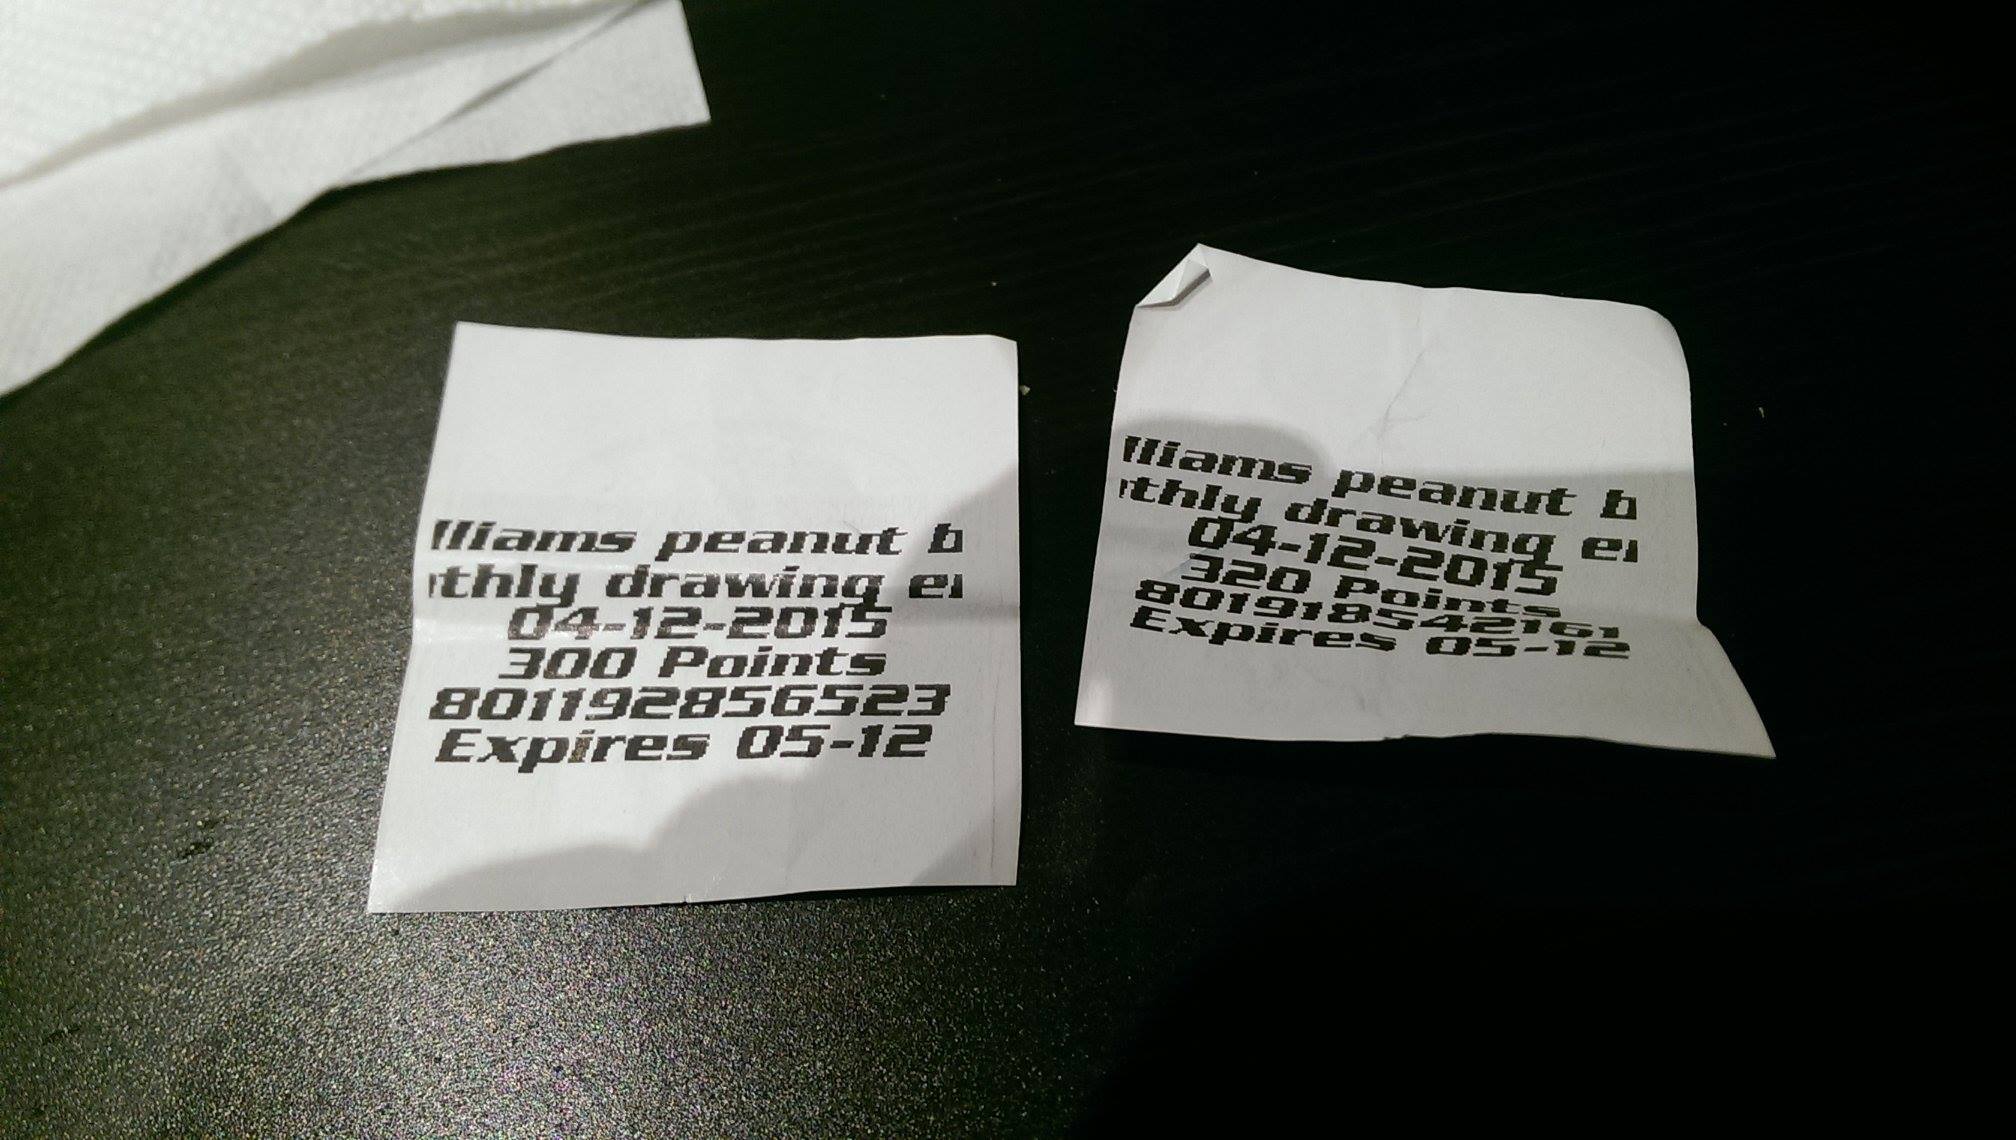 lliams peanut b
thly drawing e
04-12-2015
300 Points
801192856523
Expires 05-12
lliams peanut b
thly drawing e
04-12-2015
320 Points
801918542161
Expires 05-12